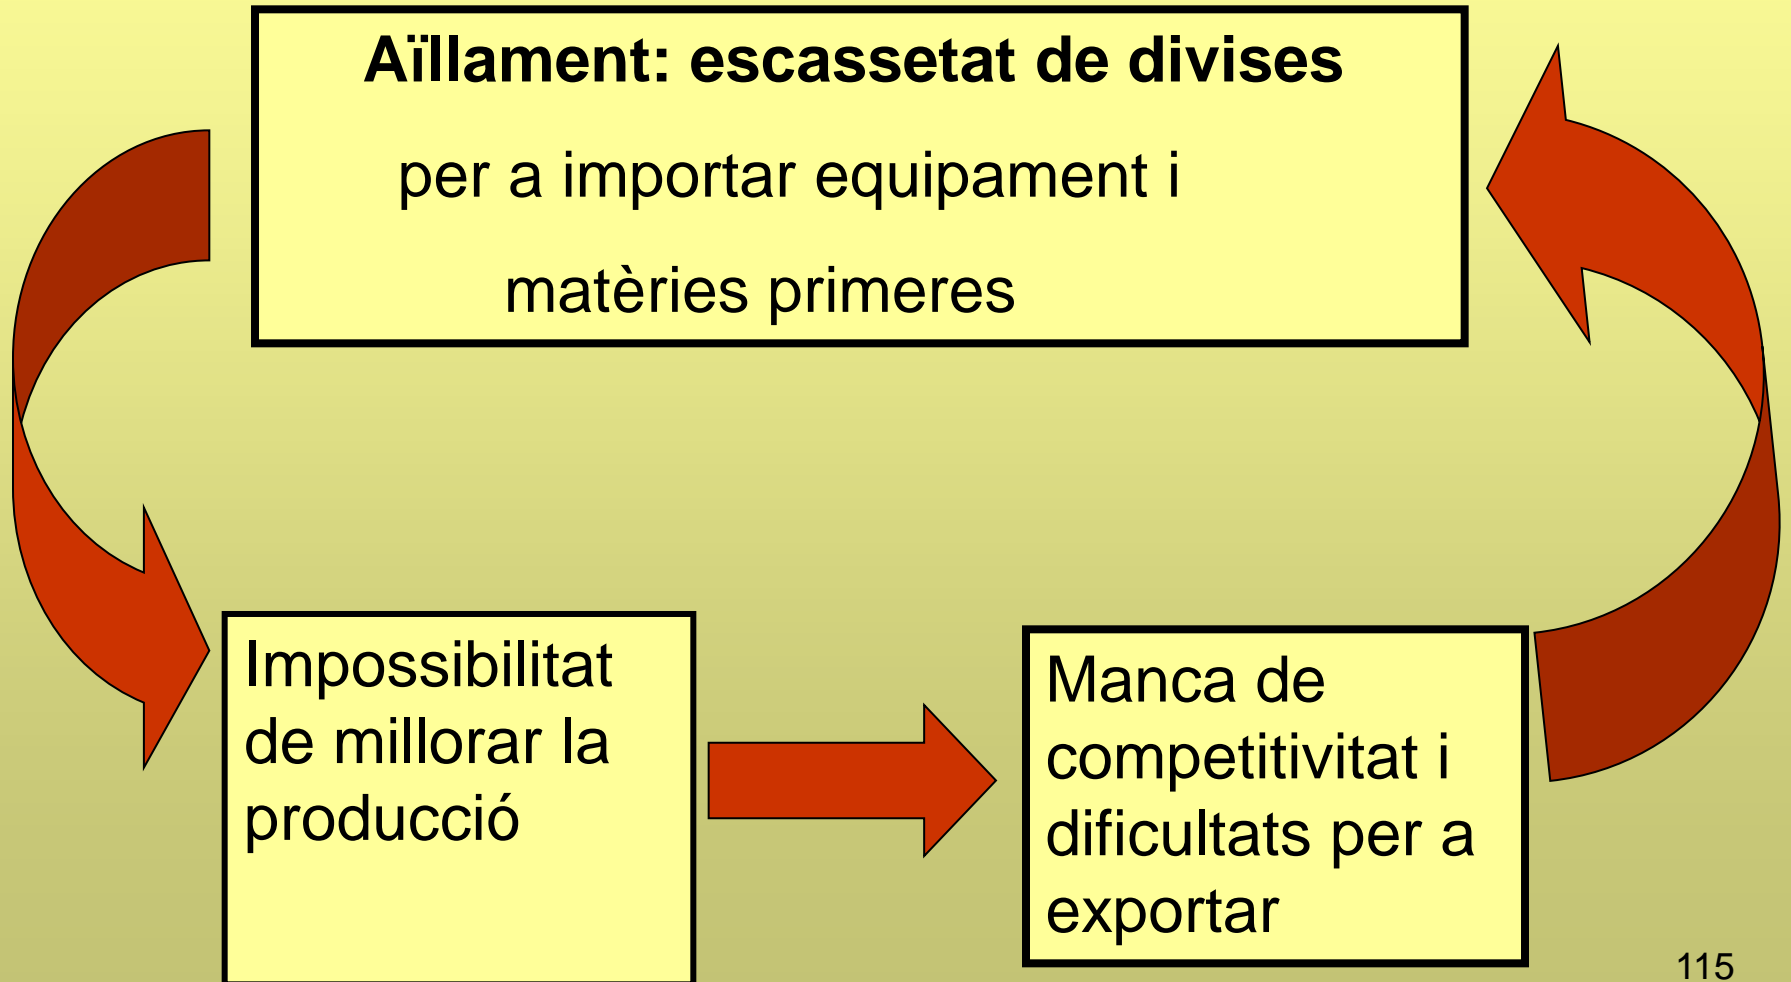 Aïllament: escassetat de divises
per a importar equipament i
matèries primeres
Impossibilitat
de millorar la
producció
Manca de
competitivitat i
dificultats per a
exportar
115